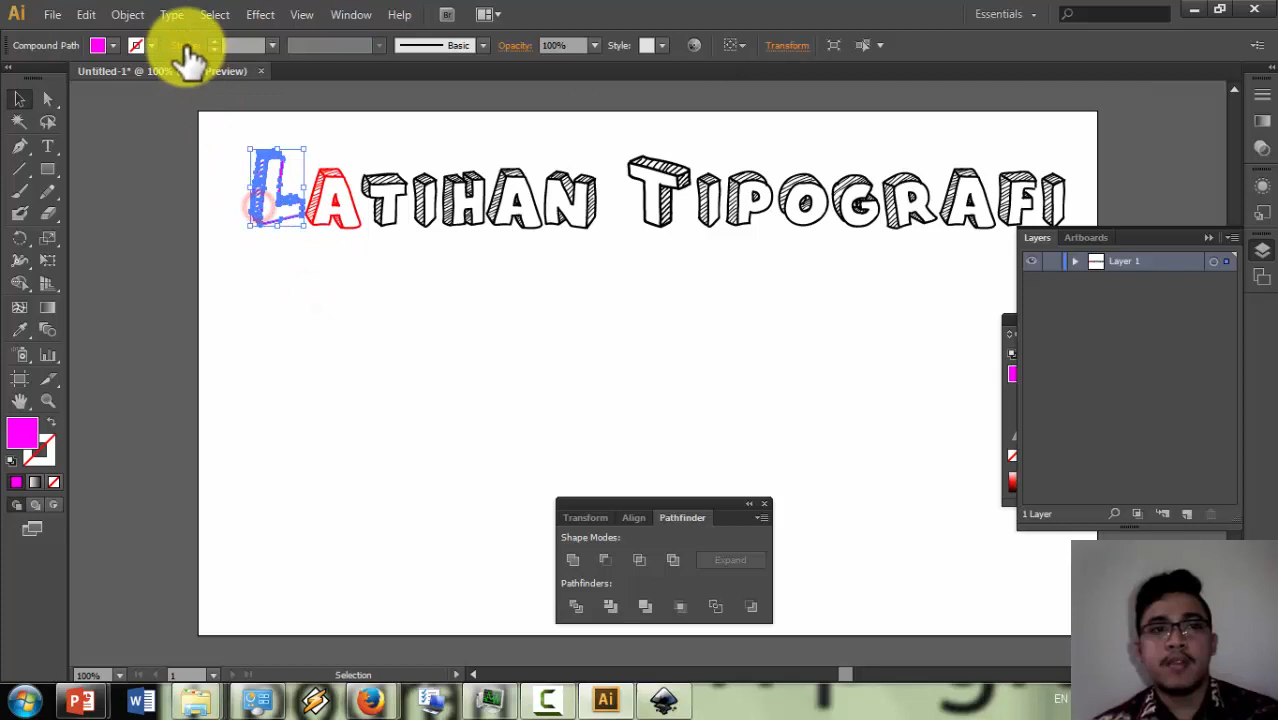 Ai File Edit Object Type Select Effect View Window Help Br Essentials
Compound Path Basic Opacity: 100% Style: Transform
Untitled-1* @ 100% Preview)
LATIHAN TIPOGRAFI
Layers Artboards
Layer 1
Transform Align Pathfinder
Shape Modes:
Expand
Pathfinders:
1 Layer
100% 1 Selection
EN